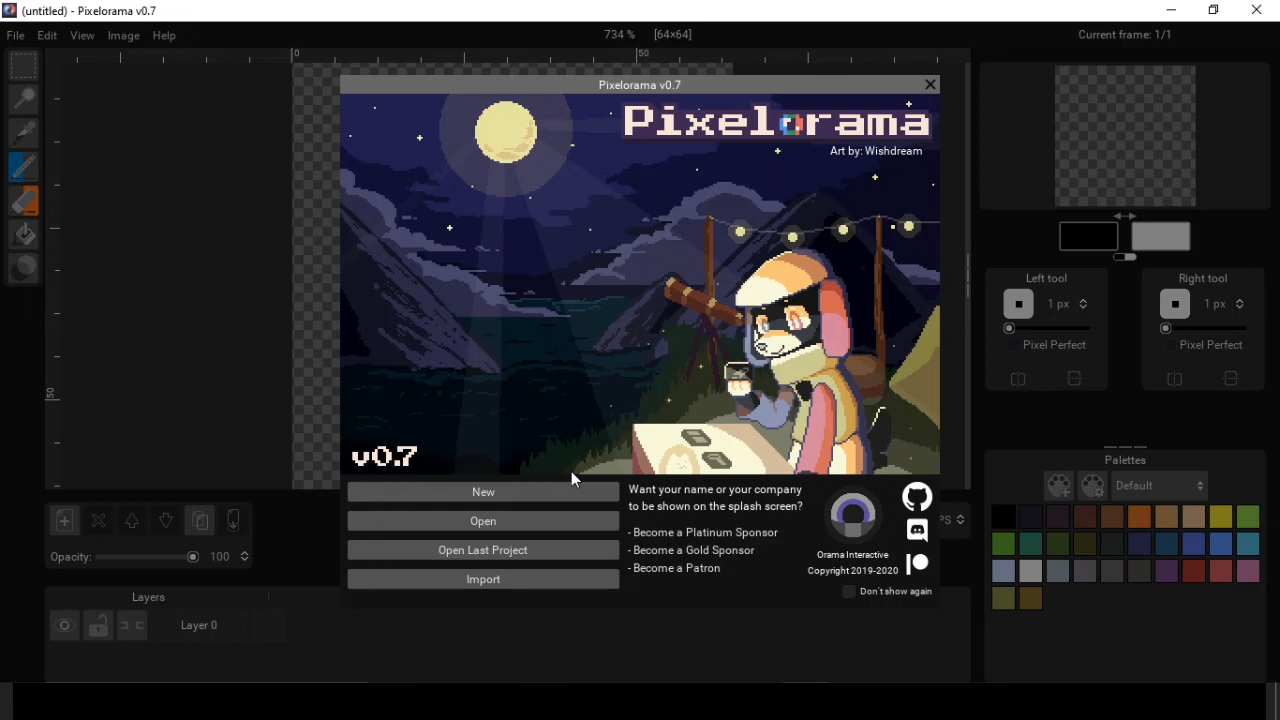 (untitled) - Pixelorama v0.7
File Edit View Image Help
734 % [64×64]
Current frame: 1/1
0
50
50
Pixelorama v0.7
Pixelorama
Art by: Wishdream
v0.7
New
Open
Open Last Project
Import
Want your name or your company
to be shown on the splash screen?
- Become a Platinum Sponsor
- Become a Gold Sponsor
- Become a Patron
Orama Interactive
Copyright 2019-2020
Don't show again
Left tool
1 px
Pixel Perfect
Right tool
1 px
Pixel Perfect
Palettes
Default
Opacity: 100
PS
Layers
Layer 0